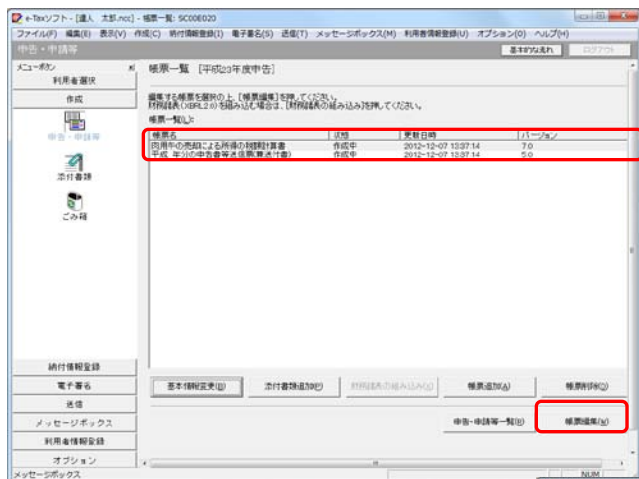 e-Taxソフト - [達人 太郎.ncc] - 帳票一覧: SC00E020
ファイル(F) 編集(E) 表示(V) 作成(C) 納付情報登録(I) 電子署名(S) 送信(T) メッセージボックス(M) 利用者情報登録(U) オプション(O) ヘルプ(H)
申告・申請等
基本的な流れ
ログアウト
メニューボタン
利用者選択
作成
申告・申請等
添付書類
ごみ箱
納付情報登録
電子署名
送信
メッセージボックス
利用者情報登録
オプション
帳票一覧 [平成23年度申告]
編集する帳票を選択の上、[帳票編集]を押してください。
財務諸表(XBRL2.0)を組み込む場合は、[財務諸表の組み込み]を押してください。
帳票一覧(L):
帳票名 状態 更新日時 バージョン
肉用牛の売却による所得の税額計算書 作成中 2012-12-07 13:37:14 7.0
平成 年分の申告書等送信票(兼送付書) 作成中 2012-12-07 13:37:14 5.0
基本情報変更(U) 添付書類追加(P) 財務諸表の組み込み(X) 帳票追加(A) 帳票削除(D)
申告・申請等一覧(B) 帳票編集(N)
メッセージボックス
NUM